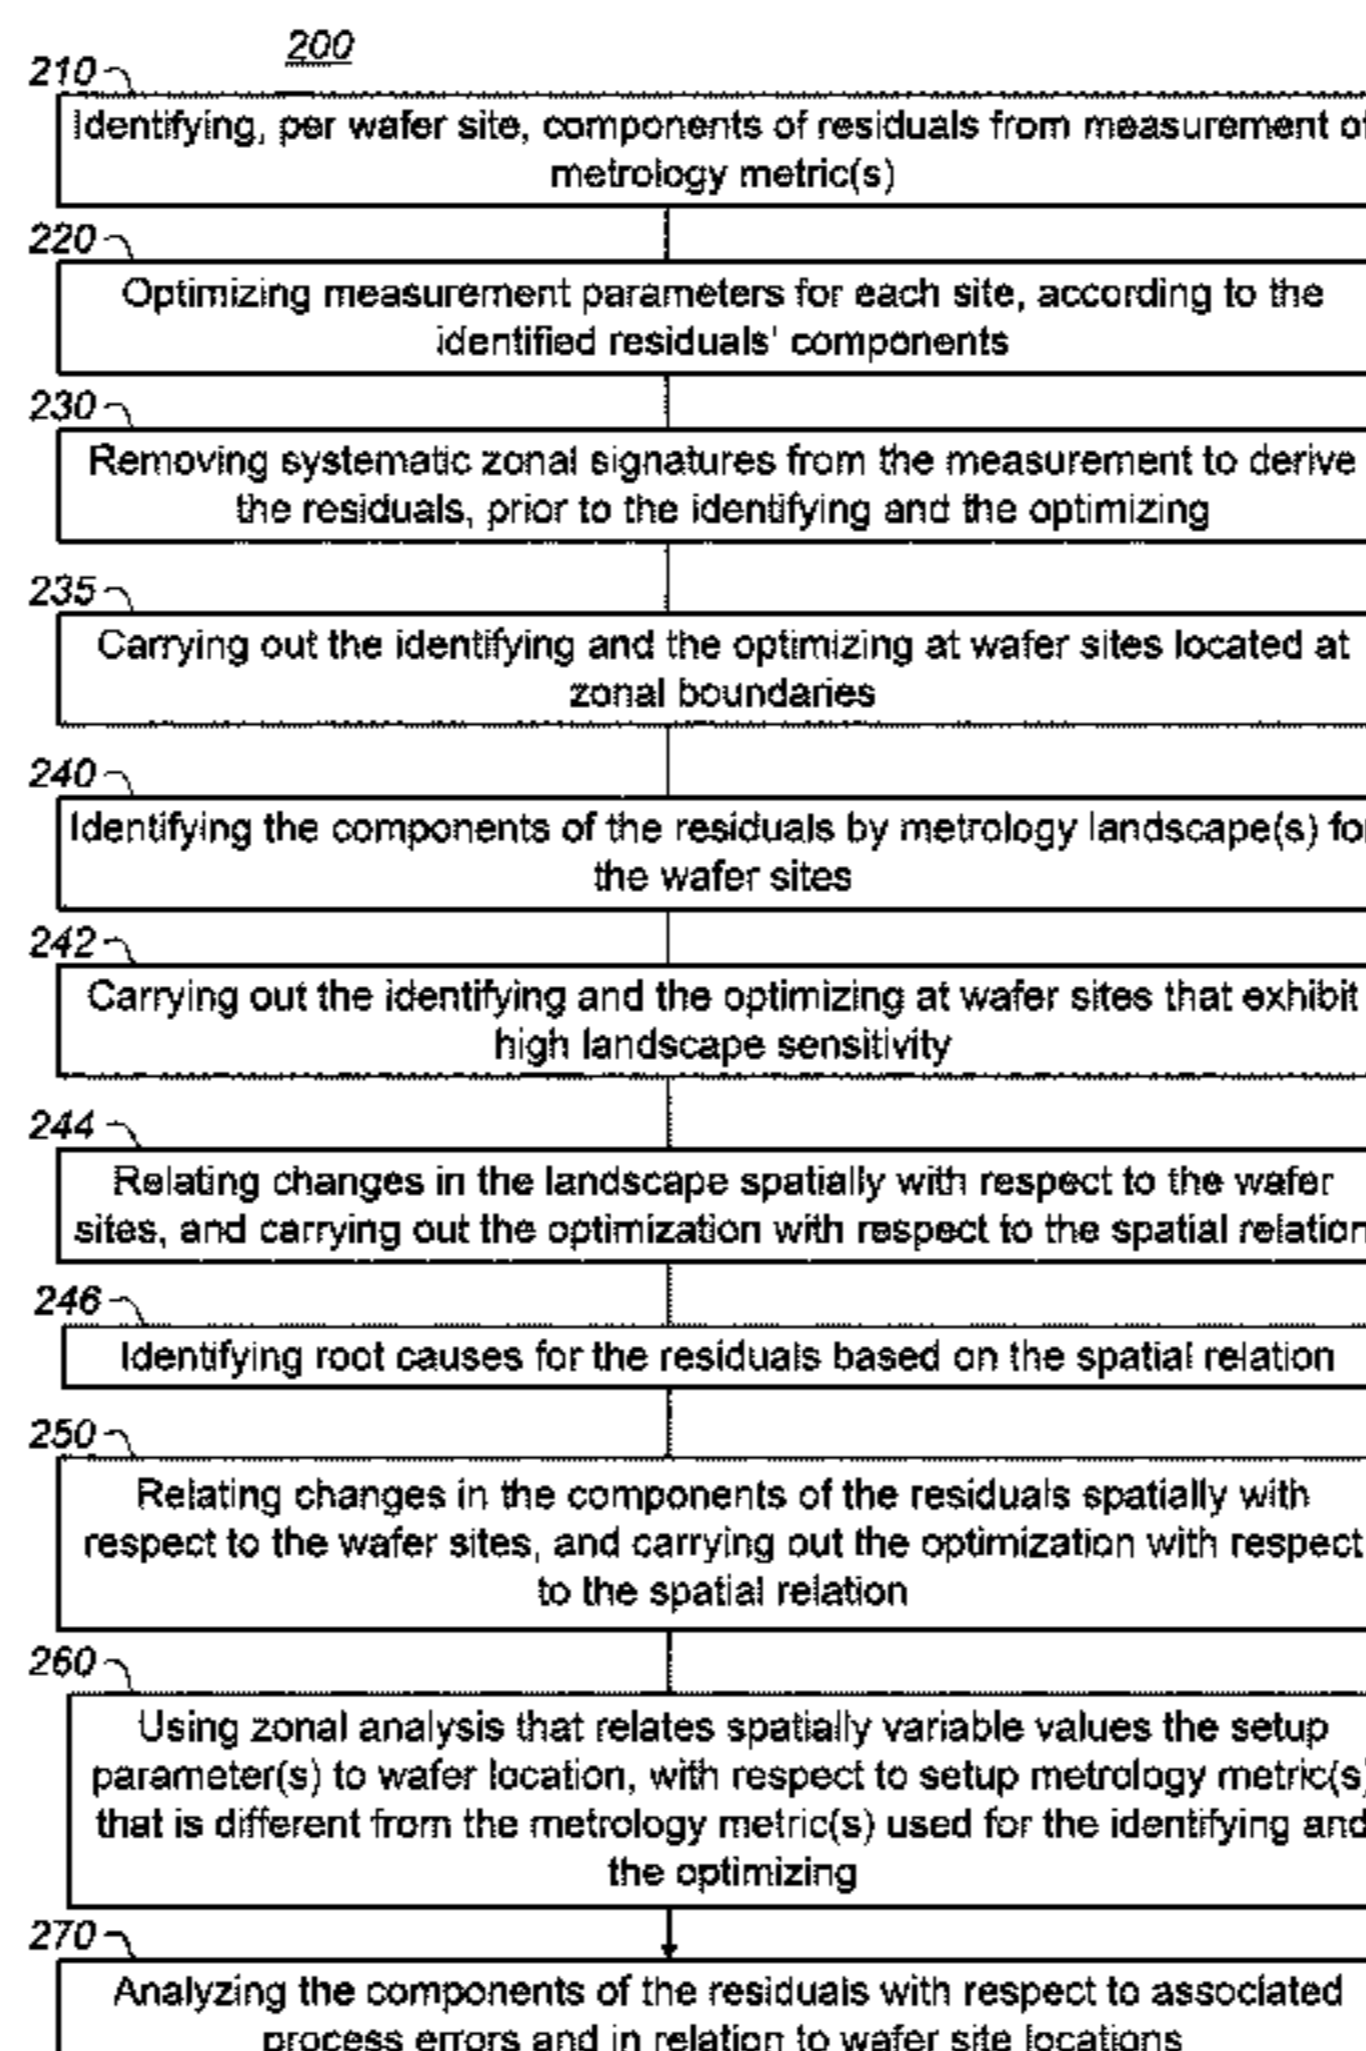 200
210
Identifying, per wafer site, components of residuals from measurement of
metrology metric(s)
220
Optimizing measurement parameters for each site, according to the
identified residuals' components
230
Removing systematic zonal signatures from the measurement to derive
the residuals, prior to the identifying and the optimizing
235
Carrying out the identifying and the optimizing at wafer sites located at
zonal boundaries
240
Identifying the components of the residuals by metrology landscape(s) for
the wafer sites
242
Carrying out the identifying and the optimizing at wafer sites that exhibit
high landscape sensitivity
244
Relating changes in the landscape spatially with respect to the wafer
sites, and carrying out the optimization with respect to the spatial relation
246
Identifying root causes for the residuals based on the spatial relation
250
Relating changes in the components of the residuals spatially with
respect to the wafer sites, and carrying out the optimization with respect
to the spatial relation
260
Using zonal analysis that relates spatially variable values the setup
parameter(s) to wafer location, with respect to setup metrology metric(s)
that is different from the metrology metric(s) used for the identifying and
the optimizing
270
Analyzing the components of the residuals with respect to associated
process errors and in relation to wafer site locations